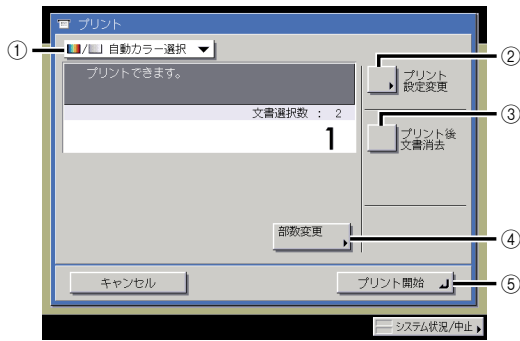 プリント
① 自動カラー選択
プリントできます。
文書選択数 : 2
1
② プリント
設定変更
③ プリント後
文書消去
④ 部数変更
キャンセル
⑤ プリント開始
システム状況/中止